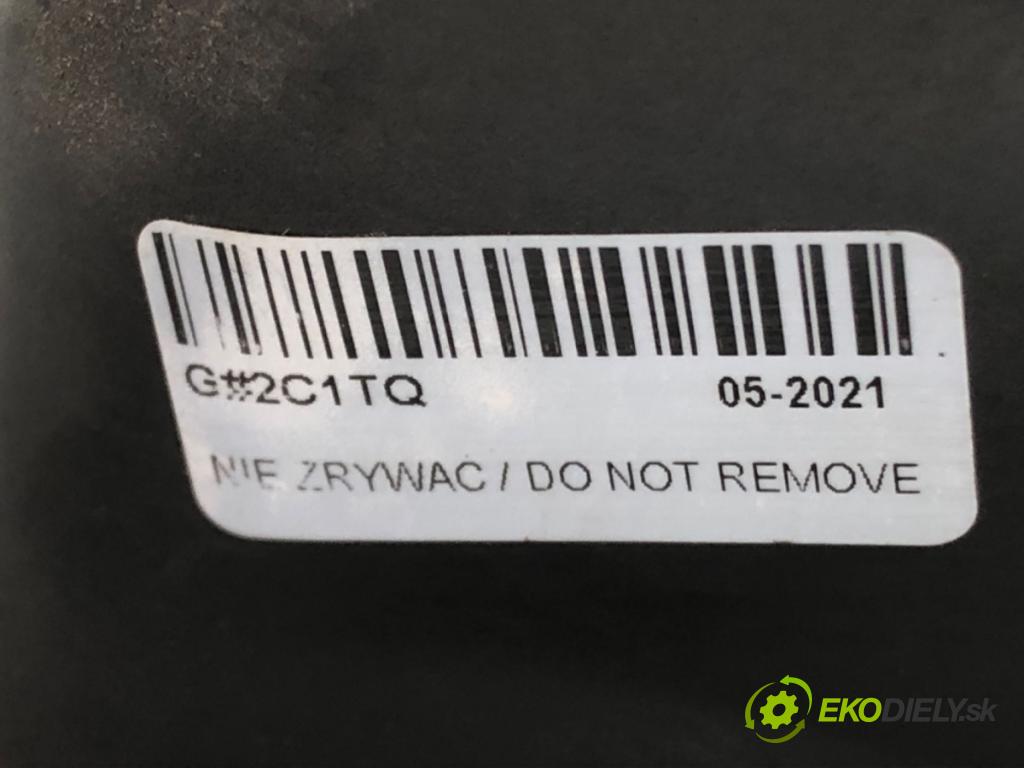 G#2C1TQ 05-2021
NIE ZRYWAC / DO NOT REMOVE
EKODIELY.sk